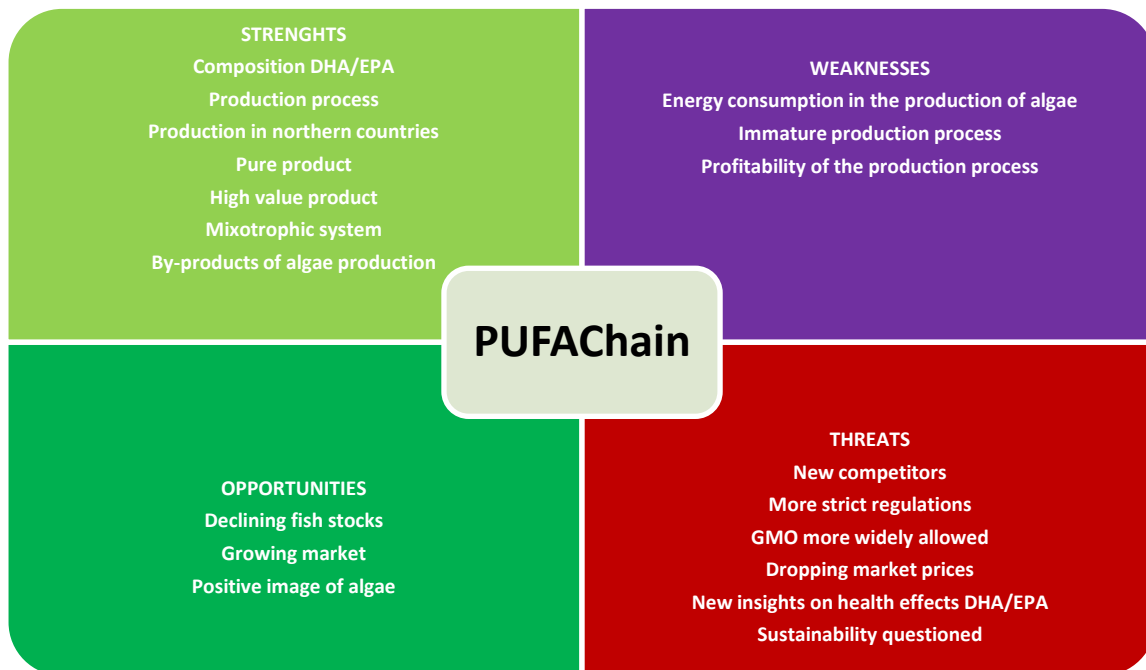 STRENGHTS
Composition DHA/EPA
Production process
Production in northern countries
Pure product
High value product
Mixotrophic system
By-products of algae production
WEAKNESSES
Energy consumption in the production of algae
Immature production process
Profitability of the production process
PUFAChain
OPPORTUNITIES
Declining fish stocks
Growing market
Positive image of algae
THREATS
New competitors
More strict regulations
GMO more widely allowed
Dropping market prices
New insights on health effects DHA/EPA
Sustainability questioned